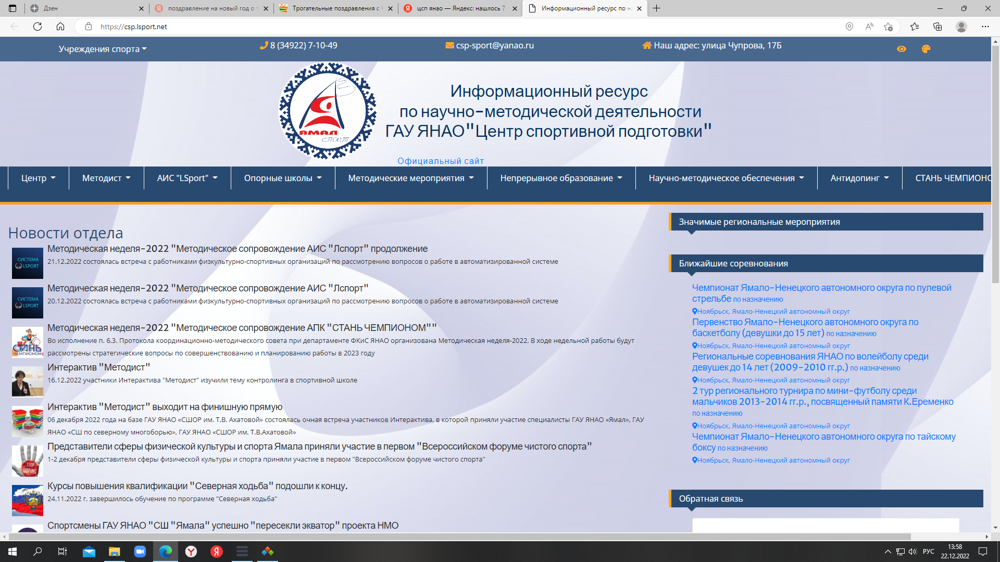 Дзен
поздравление на новый год о т
Трогательные поздравления с Н
цсп янао — Яндекс: нашлось 7
Информационный ресурс по на
https://csp.lsport.net
Учреждения спорта
8 (34922) 7-10-49
csp-sport@yanao.ru
Наш адрес: улица Чупрова, 17Б
ЯМАЛ
СПОРТ
Информационный ресурс
по научно-методической деятельности
ГАУ ЯНАО"Центр спортивной подготовки"
Официальный сайт
Центр
Методист
АИС "LSport"
Опорные школы
Методические мероприятия
Непрерывное образование
Научно-методическое обеспечения
Антидопинг
СТАНЬ ЧЕМПИОНО
Новости отдела
СИСТЕМА
LSPORT
Методическая неделя-2022 "Методическое сопровождение АИС "Лспорт" продолжение
21.12.2022 состоялась встреча с работниками физкультурно-спортивных организаций по рассмотрению вопросов о работе в автоматизированной системе
СИСТЕМА
LSPORT
Методическая неделя-2022 "Методическое сопровождение АИС "Лспорт"
20.12.2022 состоялась встреча с работниками физкультурно-спортивных организаций по рассмотрению вопросов о работе в автоматизированной системе
СТАНЬ
ЧЕМПИОНОМ
Методическая неделя-2022 "Методическое сопровождение АПК "СТАНЬ ЧЕМПИОНОМ""
Во исполнение п. 6.3. Протокола координационно-методического совета при департаменте ФКиС ЯНАО организована Методическая неделя-2022. В ходе недельной работы будут
рассмотрены стратегические вопросы по совершенствованию и планированию работы в 2023 году
Интерактив "Методист"
16.12.2022 участники Интерактива "Методист" изучили тему контролинга в спортивной школе
Интерактив "Методист" выходит на финишную прямую
06 декабря 2022 года на базе ГАУ ЯНАО «СШОР им. Т.В. Ахатовой» состоялась очная встреча участников Интерактива, в которой приняли участие специалисты ГАУ ЯНАО «Ямал», ГАУ
ЯНАО «СШ по северному многоборью», ГАУ ЯНАО «СШОР им. Т.В.Ахатовой»
STOP
DOPING
Представители сферы физической культуры и спорта Ямала приняли участие в первом "Всероссийском форуме чистого спорта"
1-2 декабря представители сферы физической культуры и спорта приняли участие в первом "Всероссийском форуме чистого спорта"
Курсы повышения квалификации "Северная ходьба" подошли к концу.
24.11.2022 г. завершилось обучение по программе "Северная ходьба"
Спортсмены ГАУ ЯНАО "СШ "Ямала" успешно "пересекли экватор" проекта НМО
Значимые региональные мероприятия
Ближайшие соревнования
Чемпионат Ямало-Ненецкого автономного округа по пулевой
стрельбе по назначению
Ноябрьск, Ямало-Ненецкий автономный округ
Первенство Ямало-Ненецкого автономного округа по
баскетболу (девушки до 15 лет) по назначению
Ноябрьск, Ямало-Ненецкий автономный округ
Региональные соревнования ЯНАО по волейболу среди
девушек до 14 лет (2009-2010 гг.р.) по назначению
Ноябрьск, Ямало-Ненецкий автономный округ
2 тур регионального турнира по мини-футболу среди
мальчиков 2013-2014 гг.р., посвященный памяти К.Еременко
по назначению
Ноябрьск, Ямало-Ненецкий автономный округ
Чемпионат Ямало-Ненецкого автономного округа по тайскому
боксу по назначению
Ноябрьск, Ямало-Ненецкий автономный округ
Обратная связь
РУС
13:58
22.12.2022